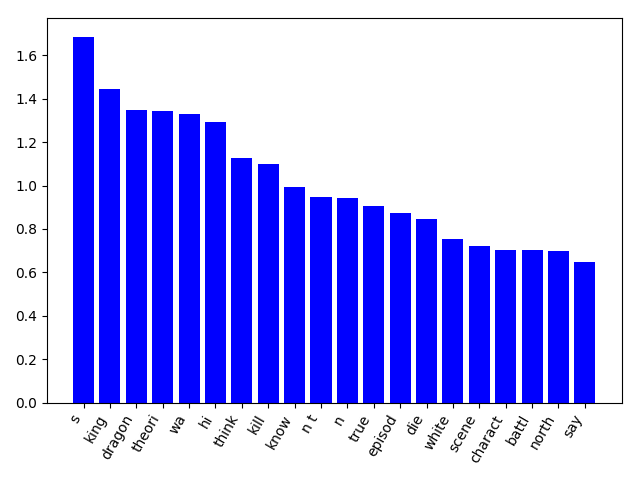 1.6
1.4
1.2
1.0
0.8
0.6
0.4
0.2
0.0
s
king
dragon
theori
wa
hi
think
kill
know
n t
n
true
episod
die
white
scene
charact
battl
north
say